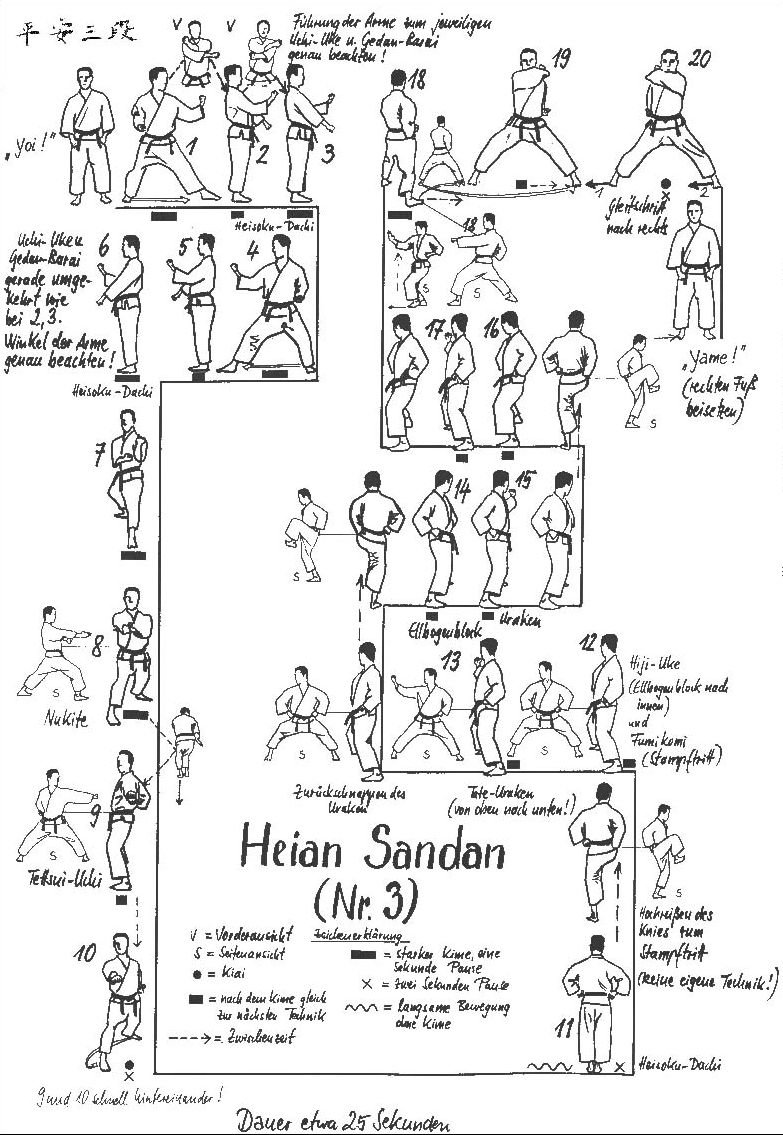 平安三段
V
V
Führung der Arme zum jeweiligen
Uchi-Uke u. Gedan-Barai
genau beachten!
„Yoi!“
1
2
3
18
19
20
1
2
Gleitschritt
nach rechts
Heisoku-Dachi
Uchi-Uke u.
Gedan-Barai
gerade umge-
kehrt wie
bei 2, 3.
Winkel der Arme
genau beachten!
6
5
4
18
S
S
Heisoku-Dachi
17
16
„Yame!“
(rechten Fuß
beisetzen)
S
7
14
15
S
Ellbogenblock
Uraken
8
S
Nukite
13
12
Hiji-Uke
(Ellbogenblock nach
innen)
und
Fumikomi
(Stampftritt)
S
S
S
Zurückschnappen des
Uraken
Tate-Uraken
(von oben nach unten!)
9
S
Tettsui-Uchi
Heian Sandan
(Nr. 3)
S
Hochreißen des
Knies zum
Stampftritt
(keine eigene Technik!)
Zeichenerklärung
V = Vorderansicht
S = Seitenansicht
● = Kiai
■ = nach dem Kime gleich
zur nächsten Technik
----> = Zwischenzeit
■ = starker Kime, eine
Sekunde Pause
× = zwei Sekunden Pause
~~~ = langsame Bewegung
ohne Kime
10
×
11
×
Heisoku-Dachi
9 und 10 schnell hintereinander!
Dauer etwa 25 Sekunden